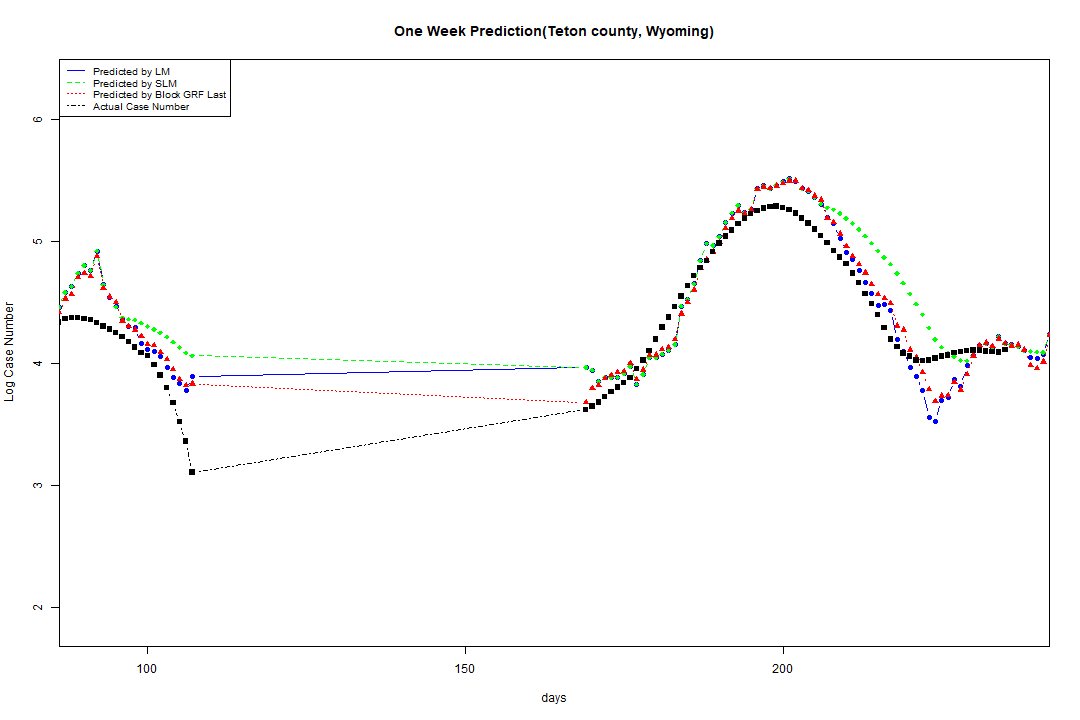 One Week Prediction(Teton county, Wyoming)
Predicted by LM
Predicted by SLM
Predicted by Block GRF Last
Actual Case Number
Log Case Number
6
5
4
3
2
100
150
200
days